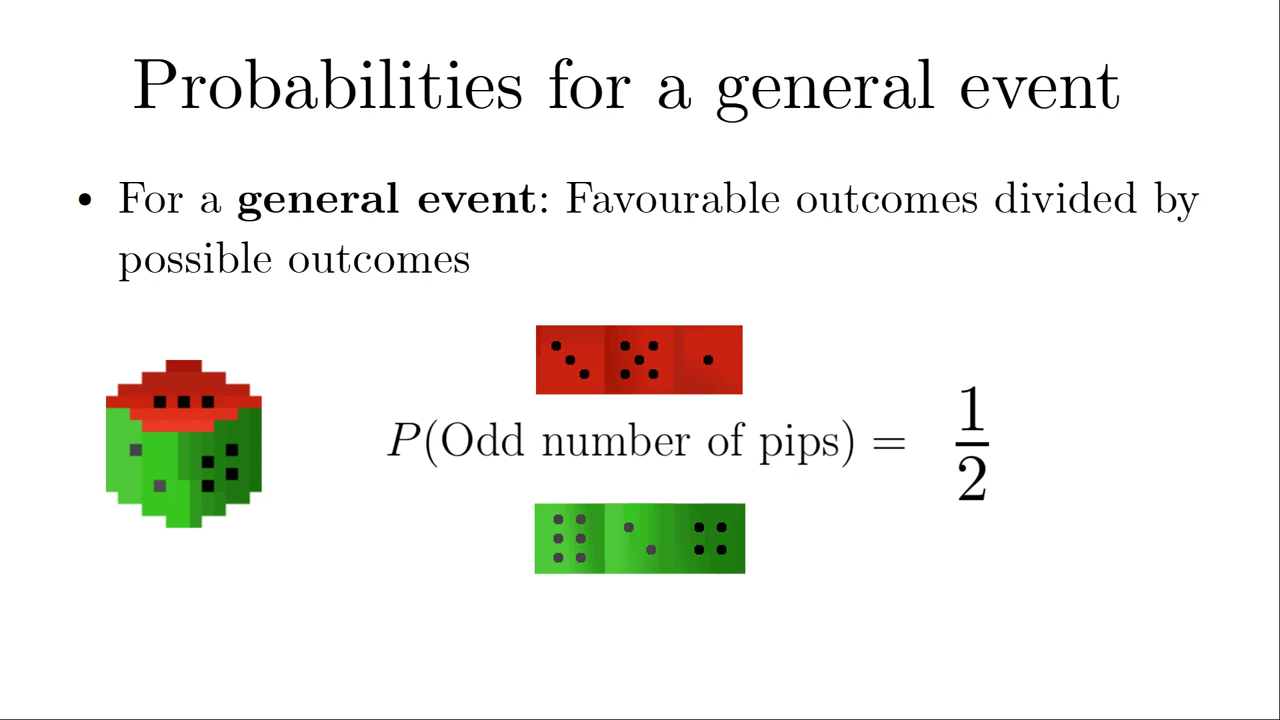 Probabilities for a general event
• For a general event: Favourable outcomes divided by
possible outcomes
P(Odd number of pips) = 1/2